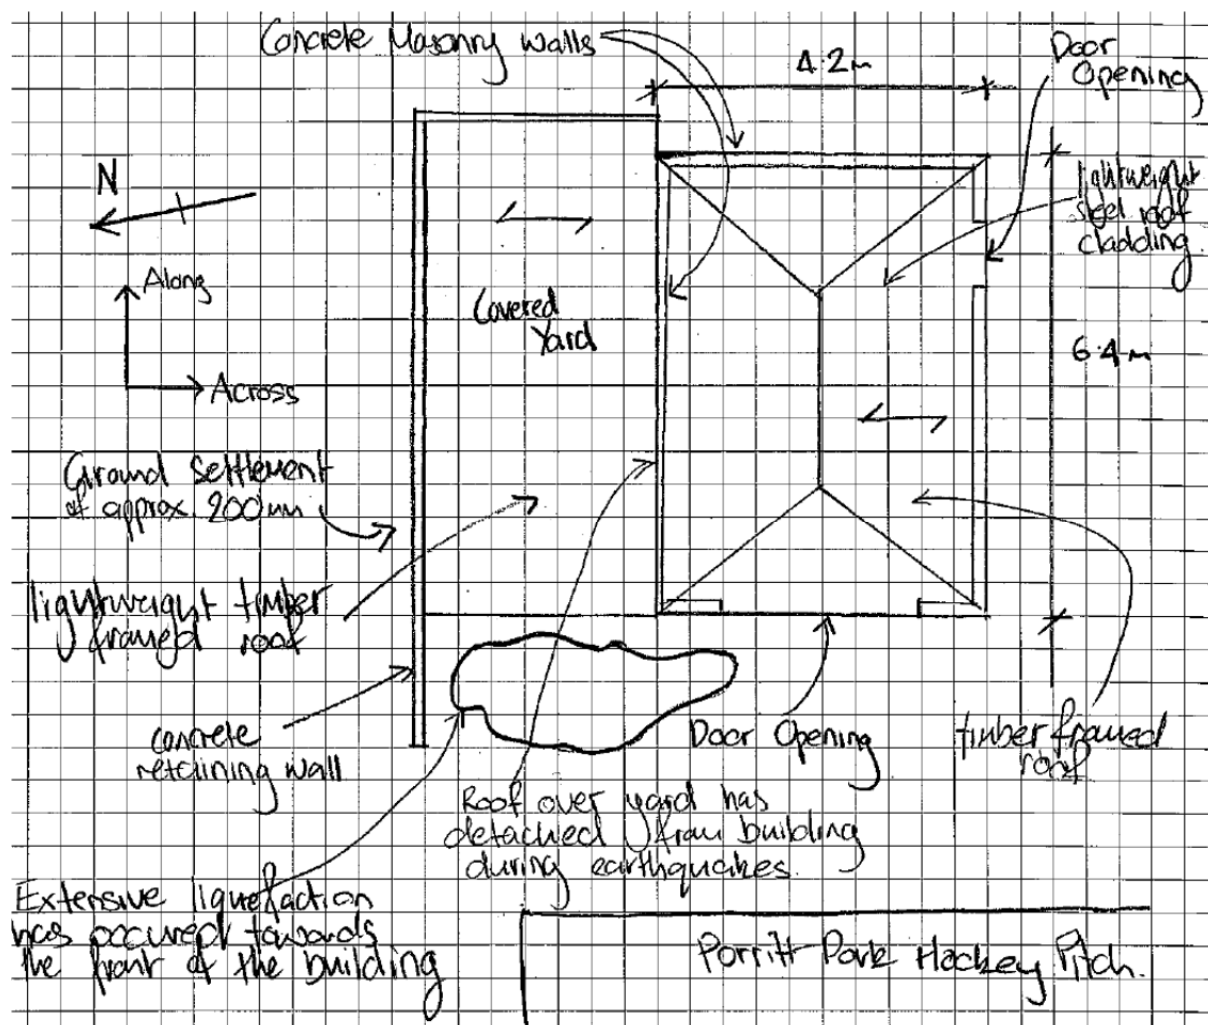 Concrete Masonry Walls
4.2m
Door
Opening
N
lightweight
steel roof
cladding.
Along
Covered
Yard
6.4m
Across
Ground settlement
of approx. 200mm
lightweight timber
framed roof
concrete
retaining wall
Door Opening
timber framed
roof
Roof over yard has
detached from building
during earthquakes.
Extensive liquefaction
has occured towards
the front of the building
Porritt Park Hockey Pitch.